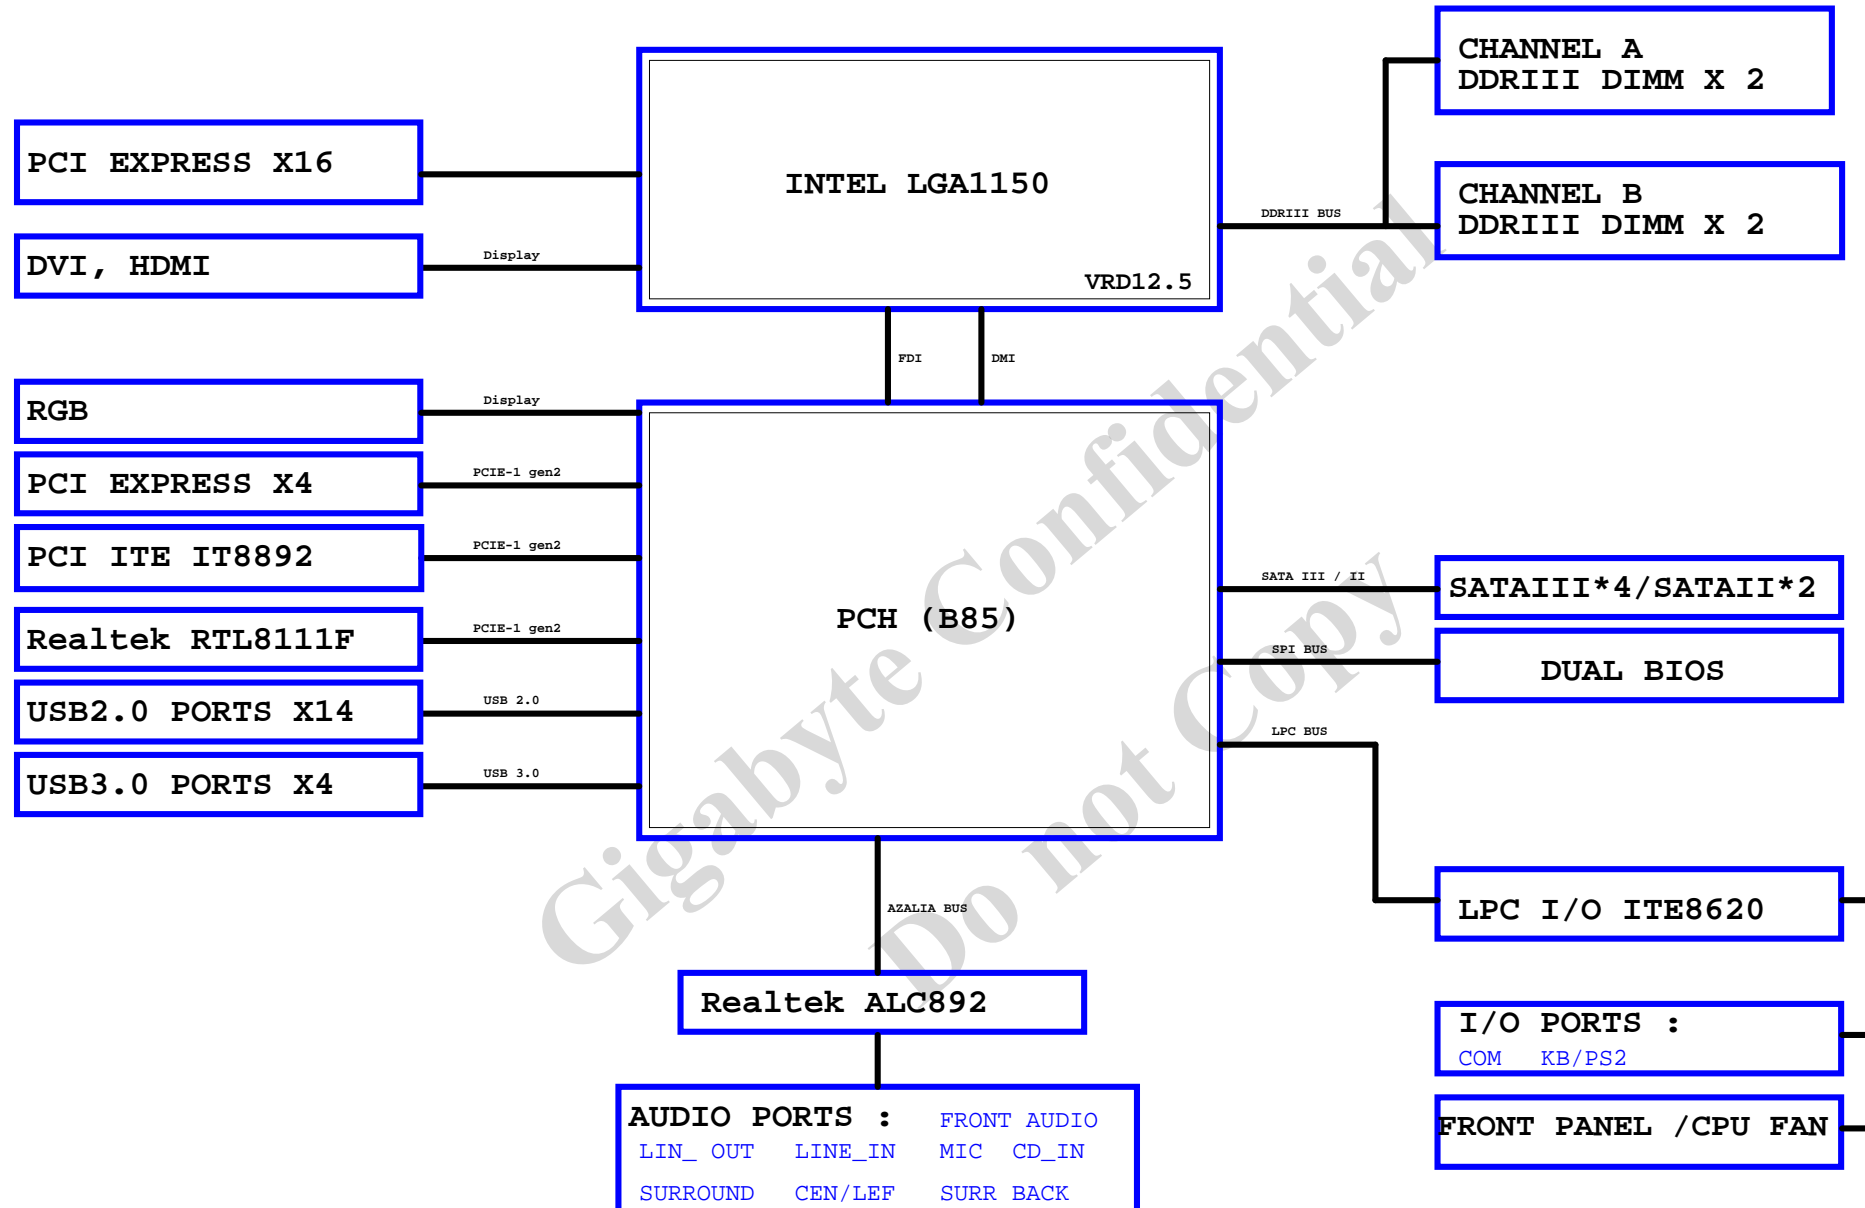 CHANNEL A
DDRIII DIMM X 2
INTEL LGA1150
VRD12.5
PCI EXPRESS X16
DVI, HDMI
Display
DDRIII BUS
CHANNEL B
DDRIII DIMM X 2
FDI
DMI
RGB
Display
PCI EXPRESS X4
PCIE-1 gen2
PCI ITE IT8892
PCIE-1 gen2
Realtek RTL8111F
PCIE-1 gen2
USB2.0 PORTS X14
USB 2.0
USB3.0 PORTS X4
USB 3.0
PCH (B85)
SATA III / II
SATAIII*4/SATAII*2
SPI BUS
DUAL BIOS
LPC BUS
LPC I/O ITE8620
AZALIA BUS
Realtek ALC892
I/O PORTS :
COM KB/PS2
FRONT PANEL /CPU FAN
AUDIO PORTS : FRONT AUDIO
LIN_ OUT LINE_IN MIC CD_IN
SURROUND CEN/LEF SURR BACK
Gigabyte Confidential
Do not Copy